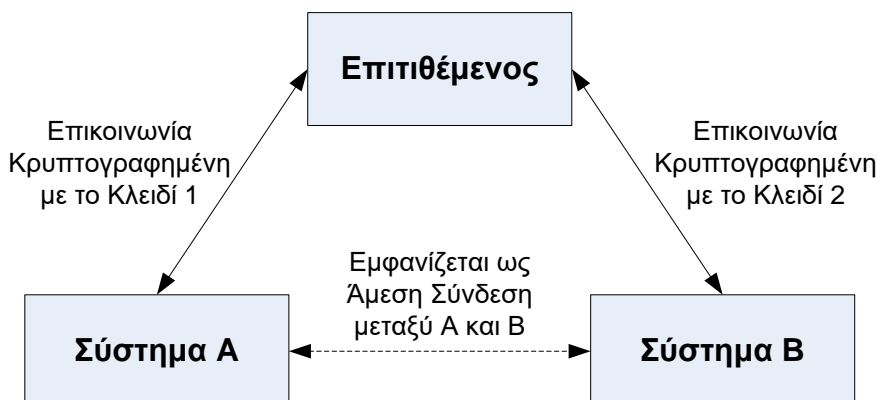 Επιτιθέμενος
Επικοινωνία
Κρυπτογραφημένη
με το Κλειδί 1
Επικοινωνία
Κρυπτογραφημένη
με το Κλειδί 2
Εμφανίζεται ως
Άμεση Σύνδεση
μεταξύ Α και Β
Σύστημα Α
Σύστημα Β